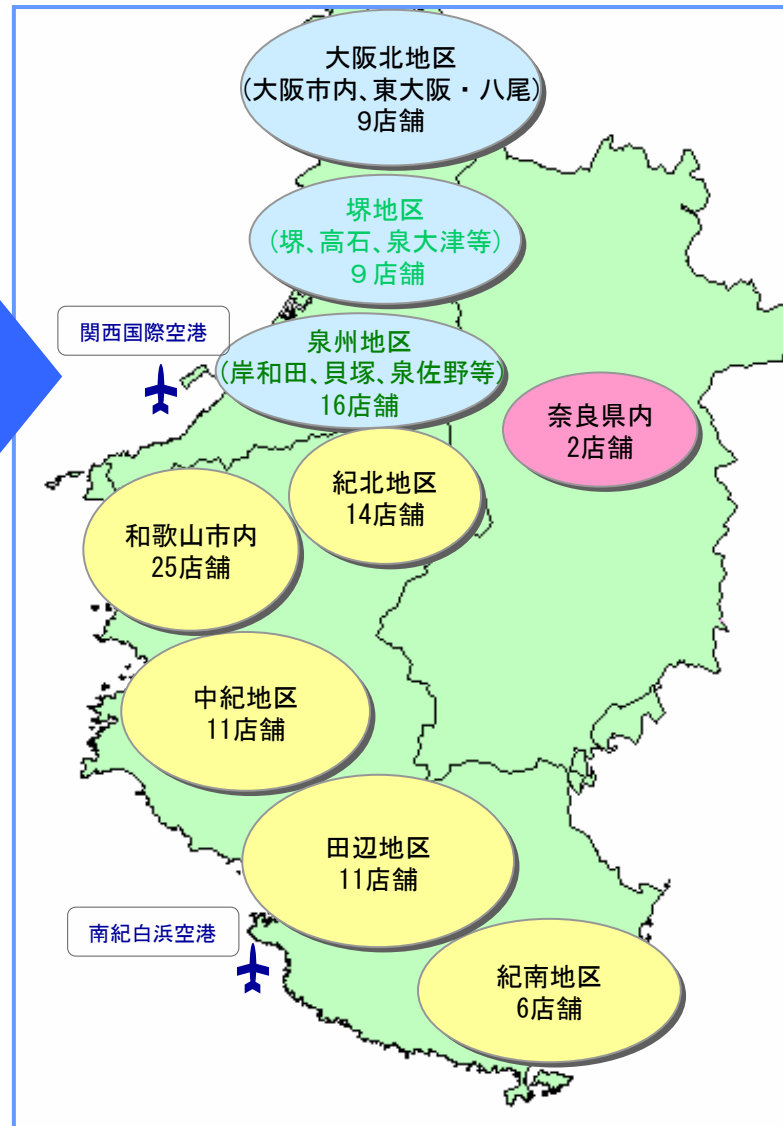 大阪北地区
(大阪市内、東大阪・八尾)
9店舗
堺地区
(堺、高石、泉大津等)
９店舗
関西国際空港
泉州地区
(岸和田、貝塚、泉佐野等)
16店舗
奈良県内
2店舗
紀北地区
14店舗
和歌山市内
25店舗
中紀地区
11店舗
田辺地区
11店舗
南紀白浜空港
紀南地区
6店舗